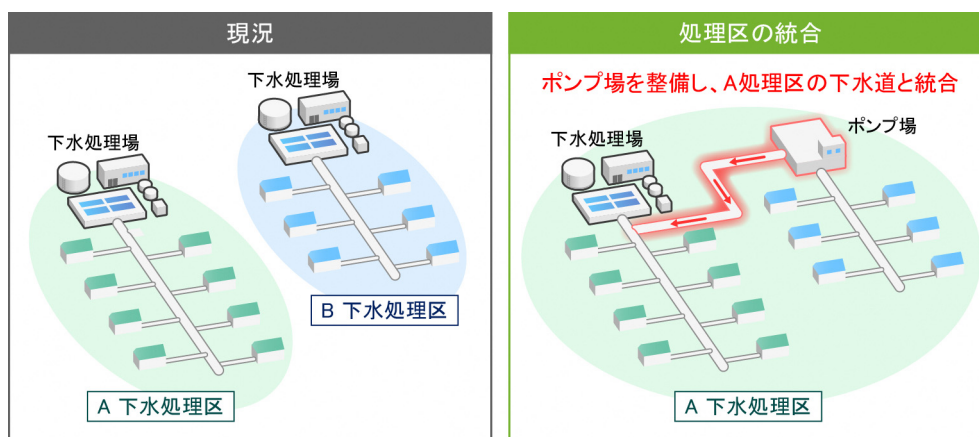 現況
下水処理場
下水処理場
B 下水処理区
A 下水処理区
処理区の統合
ポンプ場を整備し、A処理区の下水道と統合
下水処理場
ポンプ場
A 下水処理区